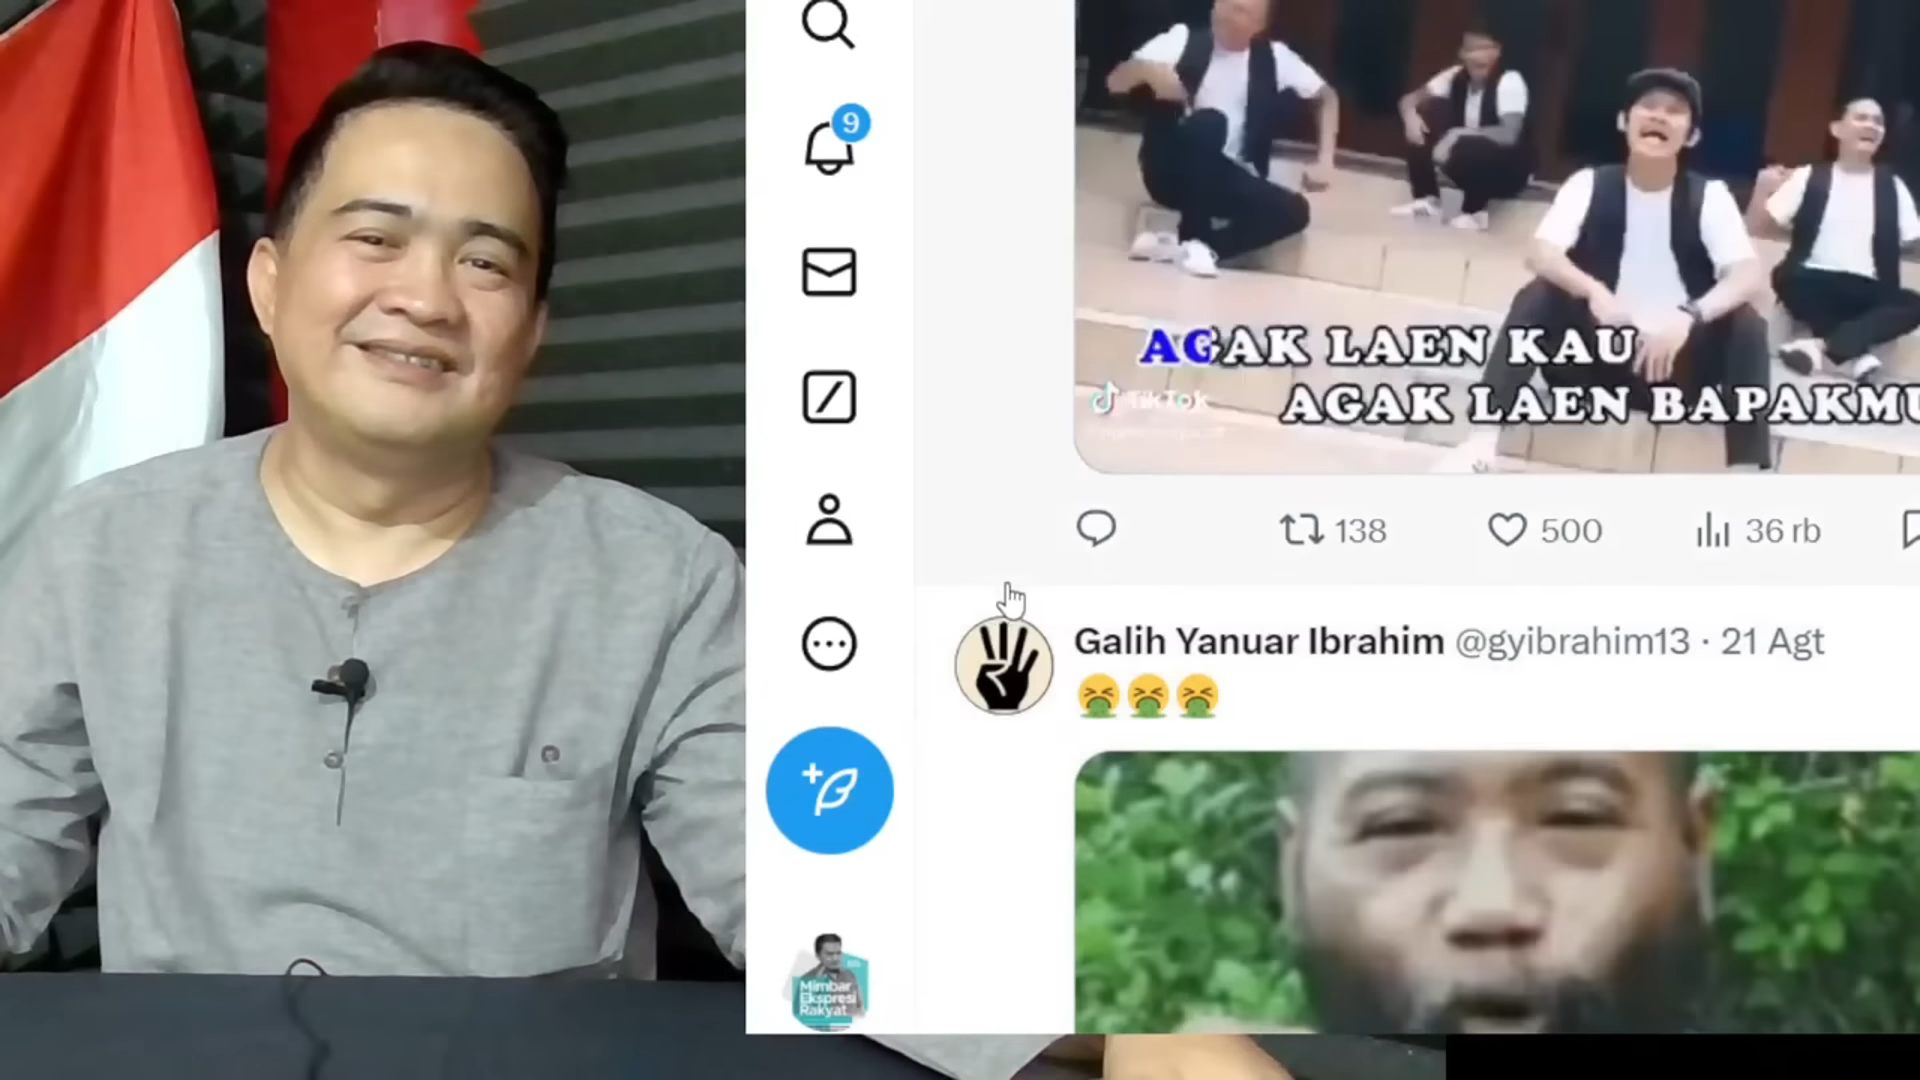 9
AGAK LAEN KAU
AGAK LAEN BAPAKMU
TikTok
138
500
36 rb
Galih Yanuar Ibrahim @gyibrahim13 · 21 Agt
Mimbar
Ekspresi
Rakyat